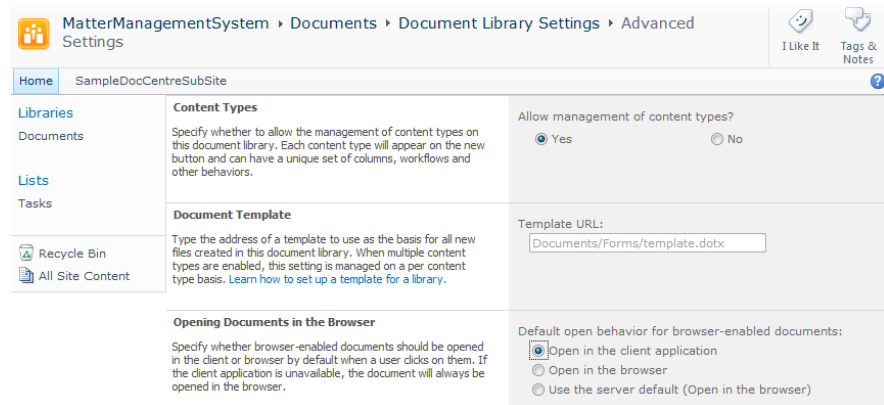 MatterManagementSystem ▸ Documents ▸ Document Library Settings ▸ Advanced
Settings
I Like It
Tags &
Notes
Home
SampleDocCentreSubSite
Libraries
Documents
Lists
Tasks
Recycle Bin
All Site Content
Content Types
Specify whether to allow the management of content types on
this document library. Each content type will appear on the new
button and can have a unique set of columns, workflows and
other behaviors.
Allow management of content types?
Yes
No
Document Template
Type the address of a template to use as the basis for all new
files created in this document library. When multiple content
types are enabled, this setting is managed on a per content
type basis. Learn how to set up a template for a library.
Template URL:
Documents/Forms/template.dotx
Opening Documents in the Browser
Specify whether browser-enabled documents should be opened
in the client or browser by default when a user clicks on them. If
the client application is unavailable, the document will always be
opened in the browser.
Default open behavior for browser-enabled documents:
Open in the client application
Open in the browser
Use the server default (Open in the browser)